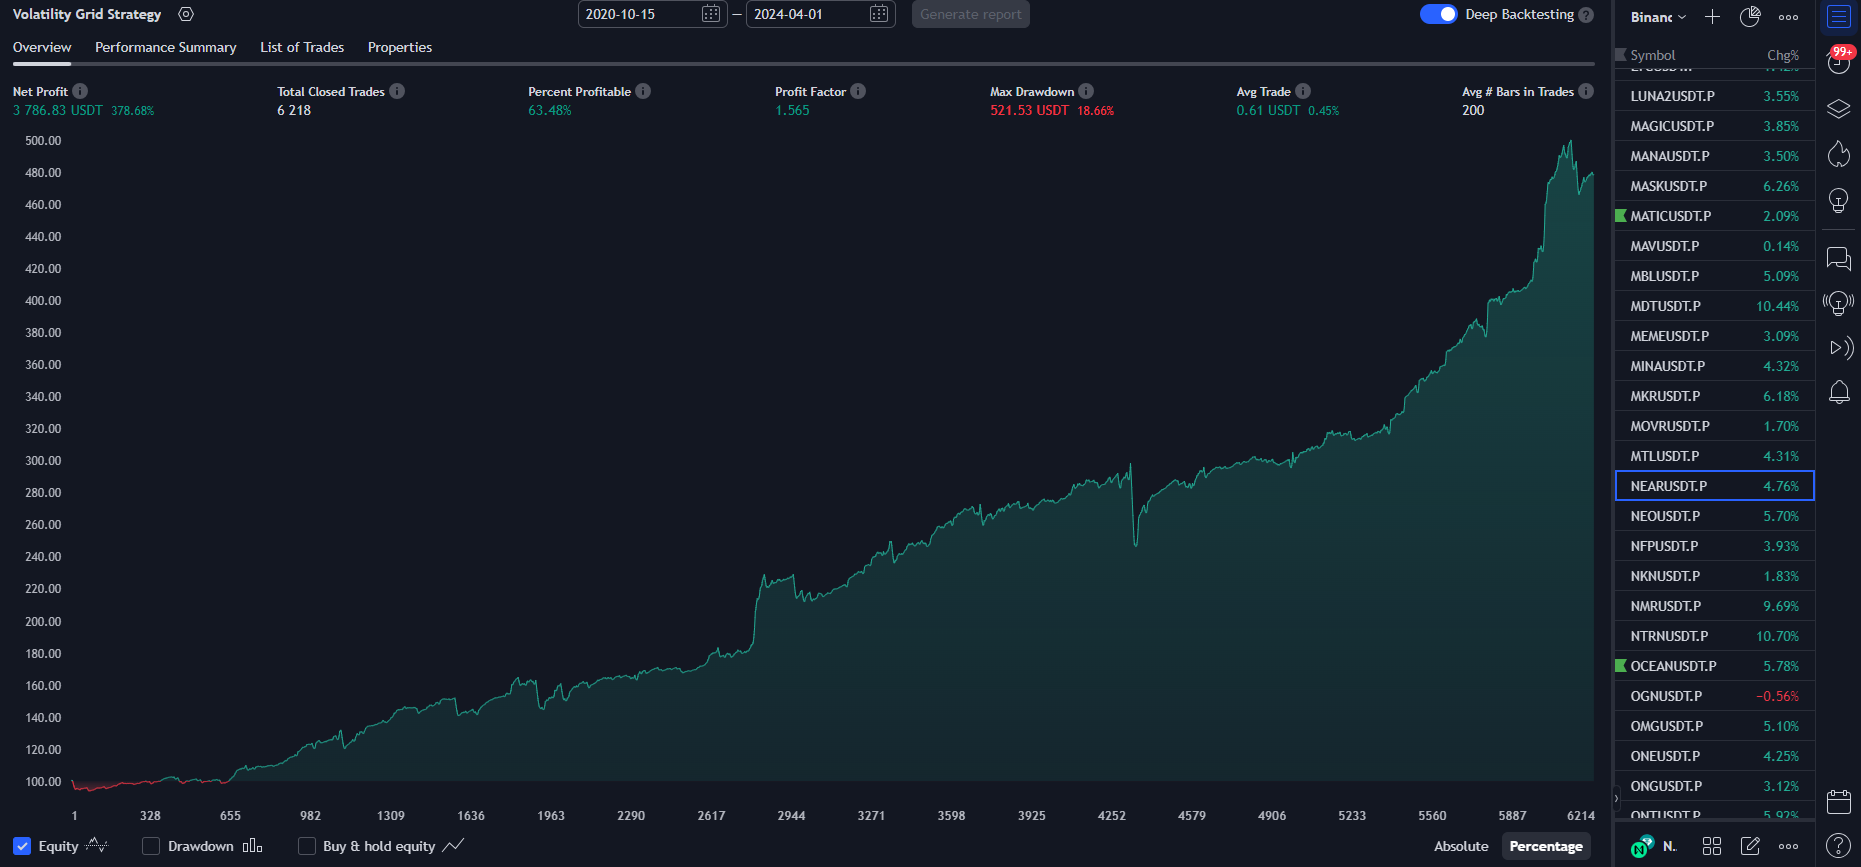 Volatility Grid Strategy
2020-10-15 — 2024-04-01 Generate report
Deep Backtesting
Overview Performance Summary List of Trades Properties
Net Profit Total Closed Trades Percent Profitable Profit Factor Max Drawdown Avg Trade Avg # Bars in Trades
3 786.83 USDT 378.68% 6 218 63.48% 1.565 521.53 USDT 18.66% 0.61 USDT 0.45% 200
500.00
480.00
460.00
440.00
420.00
400.00
380.00
360.00
340.00
320.00
300.00
280.00
260.00
240.00
220.00
200.00
180.00
160.00
140.00
120.00
100.00
1 328 655 982 1309 1636 1963 2290 2617 2944 3271 3598 3925 4252 4579 4906 5233 5560 5887 6214
Equity Drawdown Buy & hold equity Absolute Percentage
Binanc
99+
Symbol Chg%
LUNA2USDT.P 3.55%
MAGICUSDT.P 3.85%
MANAUSDT.P 3.50%
MASKUSDT.P 6.26%
MATICUSDT.P 2.09%
MAVUSDT.P 0.14%
MBLUSDT.P 5.09%
MDTUSDT.P 10.44%
MEMEUSDT.P 3.09%
MINAUSDT.P 4.32%
MKRUSDT.P 6.18%
MOVRUSDT.P 1.70%
MTLUSDT.P 4.31%
NEARUSDT.P 4.76%
NEOUSDT.P 5.70%
NFPUSDT.P 3.93%
NKNUSDT.P 1.83%
NMRUSDT.P 9.69%
NTRNUSDT.P 10.70%
OCEANUSDT.P 5.78%
OGNUSDT.P −0.56%
OMGUSDT.P 5.10%
ONEUSDT.P 4.25%
ONGUSDT.P 3.12%
ONTUSDT.P 5.92%
N..